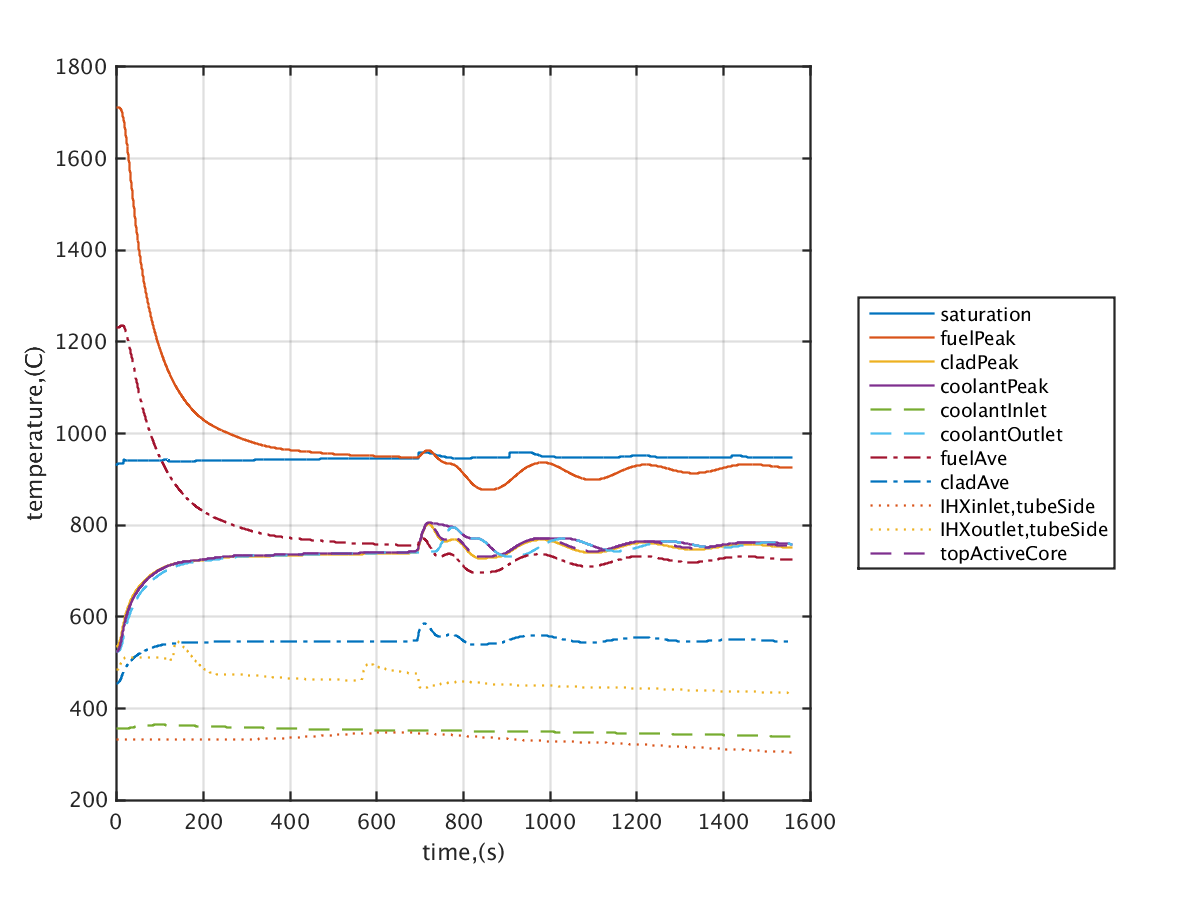 1800
1600
1400
1200
1000
800
600
400
200
temperature,(C)
0 200 400 600 800 1000 1200 1400 1600
time,(s)
saturation
fuelPeak
cladPeak
coolantPeak
coolantInlet
coolantOutlet
fuelAve
cladAve
IHXinlet,tubeSide
IHXoutlet,tubeSide
topActiveCore